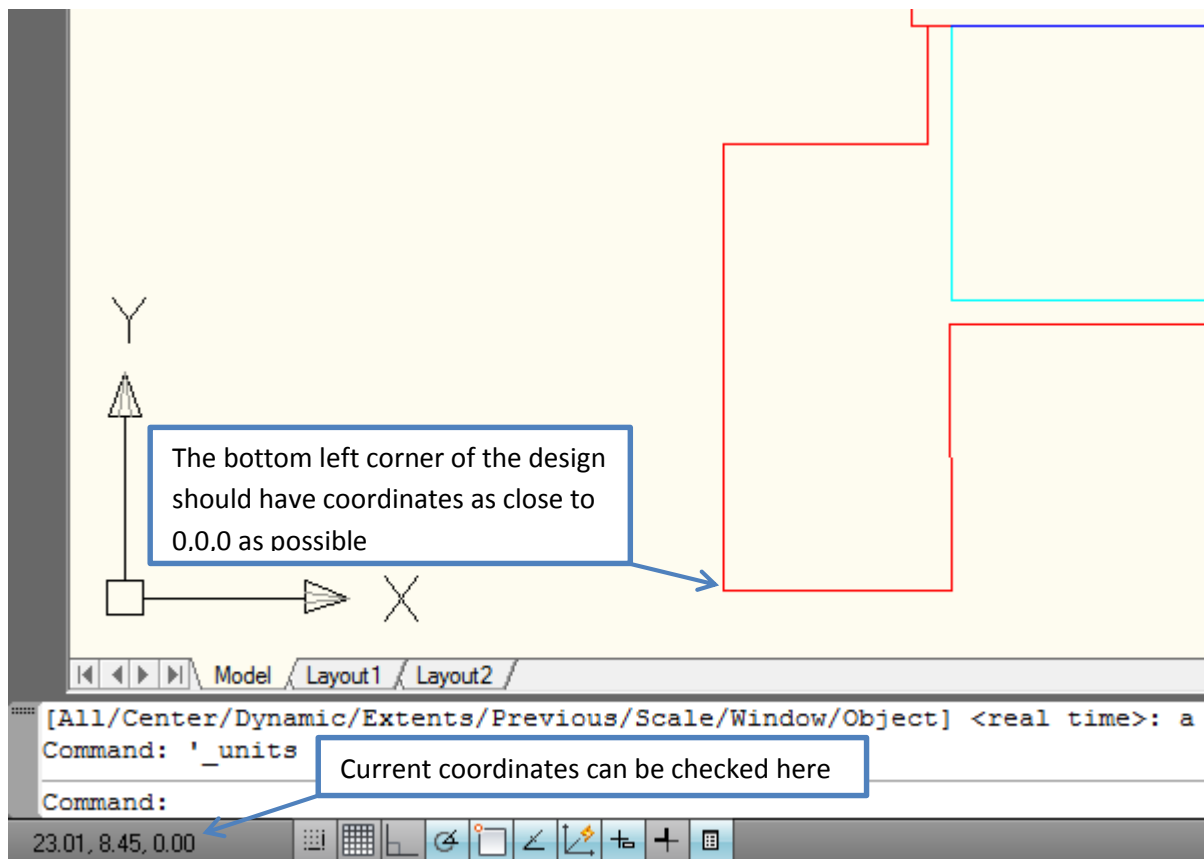 Y
The bottom left corner of the design
should have coordinates as close to
0,0,0 as possible
X
Model Layout1 Layout2
[All/Center/Dynamic/Extents/Previous/Scale/Window/Object] <real time>: a
Command: '_units
Current coordinates can be checked here
Command:
23.01, 8.45, 0.00